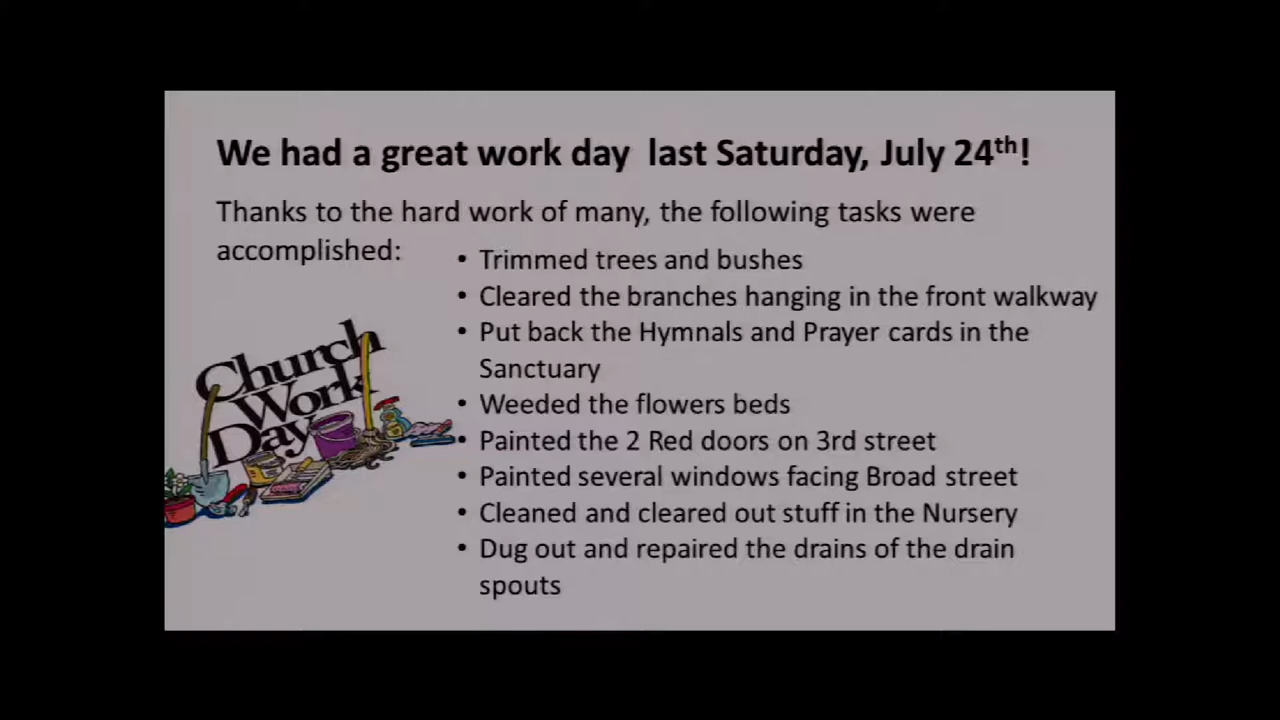 We had a great work day last Saturday, July 24th!
Thanks to the hard work of many, the following tasks were
accomplished:
• Trimmed trees and bushes
• Cleared the branches hanging in the front walkway
• Put back the Hymnals and Prayer cards in the
Sanctuary
• Weeded the flowers beds
• Painted the 2 Red doors on 3rd street
• Painted several windows facing Broad street
• Cleaned and cleared out stuff in the Nursery
• Dug out and repaired the drains of the drain
spouts
Church
Work
Day